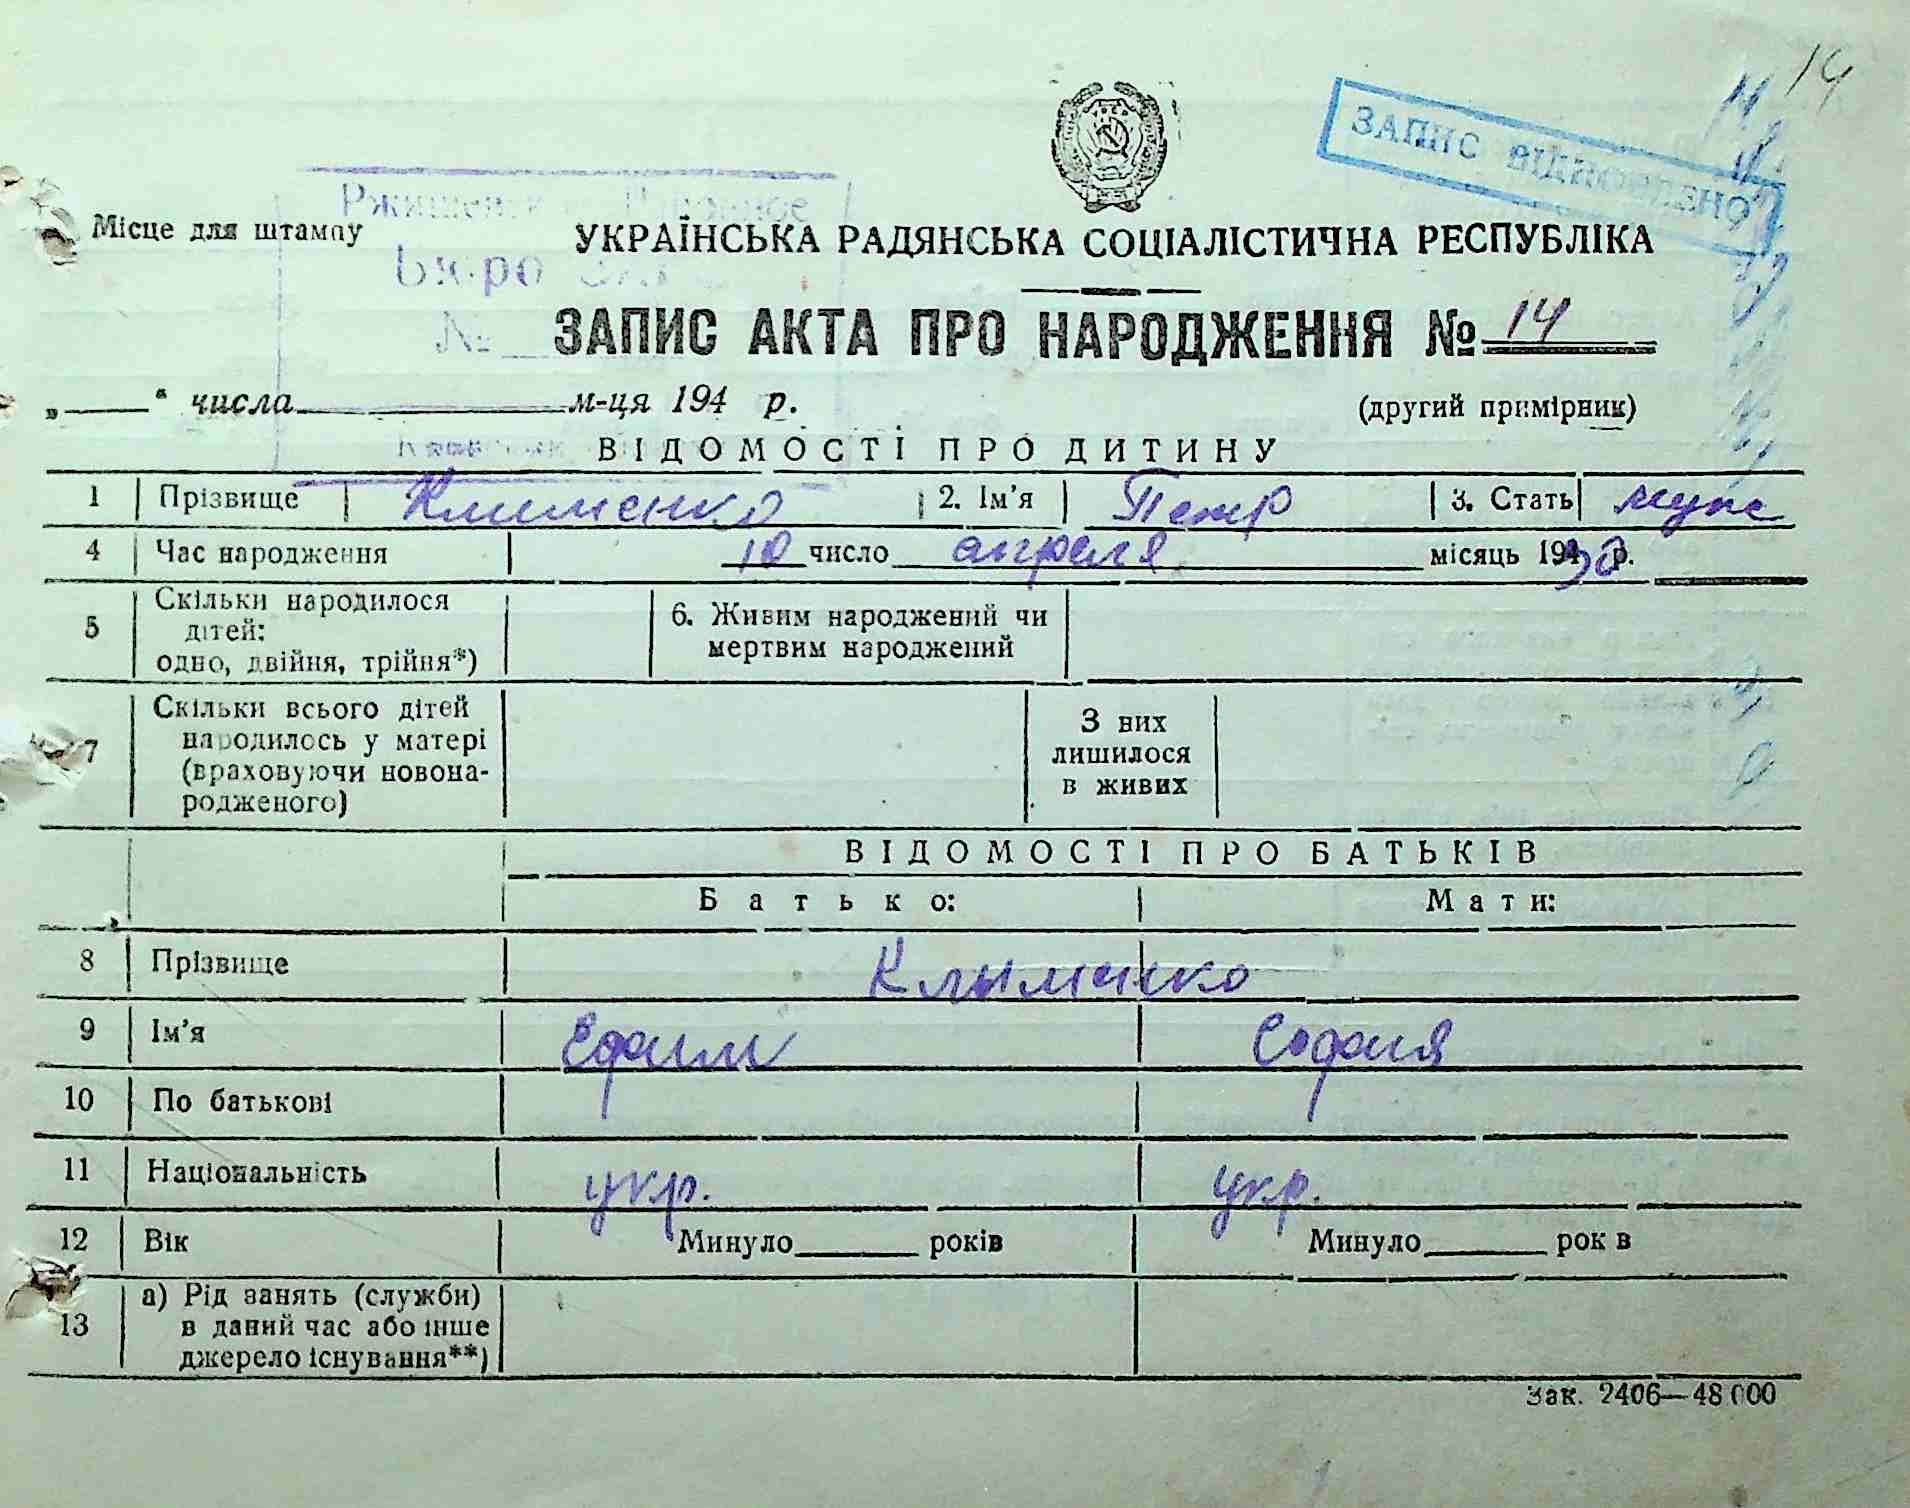 14
ЗАПИС ВІДНОВЛЕНО
Місце для штампу
Бюро
№
УКРАЇНСЬКА РАДЯНСЬКА СОЦІАЛІСТИЧНА РЕСПУБЛІКА
ЗАПИС АКТА ПРО НАРОДЖЕННЯ № 14
„ “ числа м-ця 194 р.
(другий примірник)
ВІДОМОСТІ ПРО ДИТИНУ
1 Прізвище Клименко 2. Ім’я Петр 3. Стать муж
4 Час народження 10 число апреля місяць 1930 р.
5 Скільки народилося дітей: одно, двійня, трійня*) 6. Живим народжений чи мертвим народжений
7 Скільки всього дітей народилось у матері (враховуючи новонародженого) З них лишилося в живих
ВІДОМОСТІ ПРО БАТЬКІВ
Батько: Мати:
8 Прізвище Клименко
9 Ім’я Ефим София
10 По батькові
11 Національність укр. укр.
12 Вік Минуло років Минуло рок в
13 а) Рід занять (служби) в даний час або інше джерело існування**)
Зак. 2406—48 000